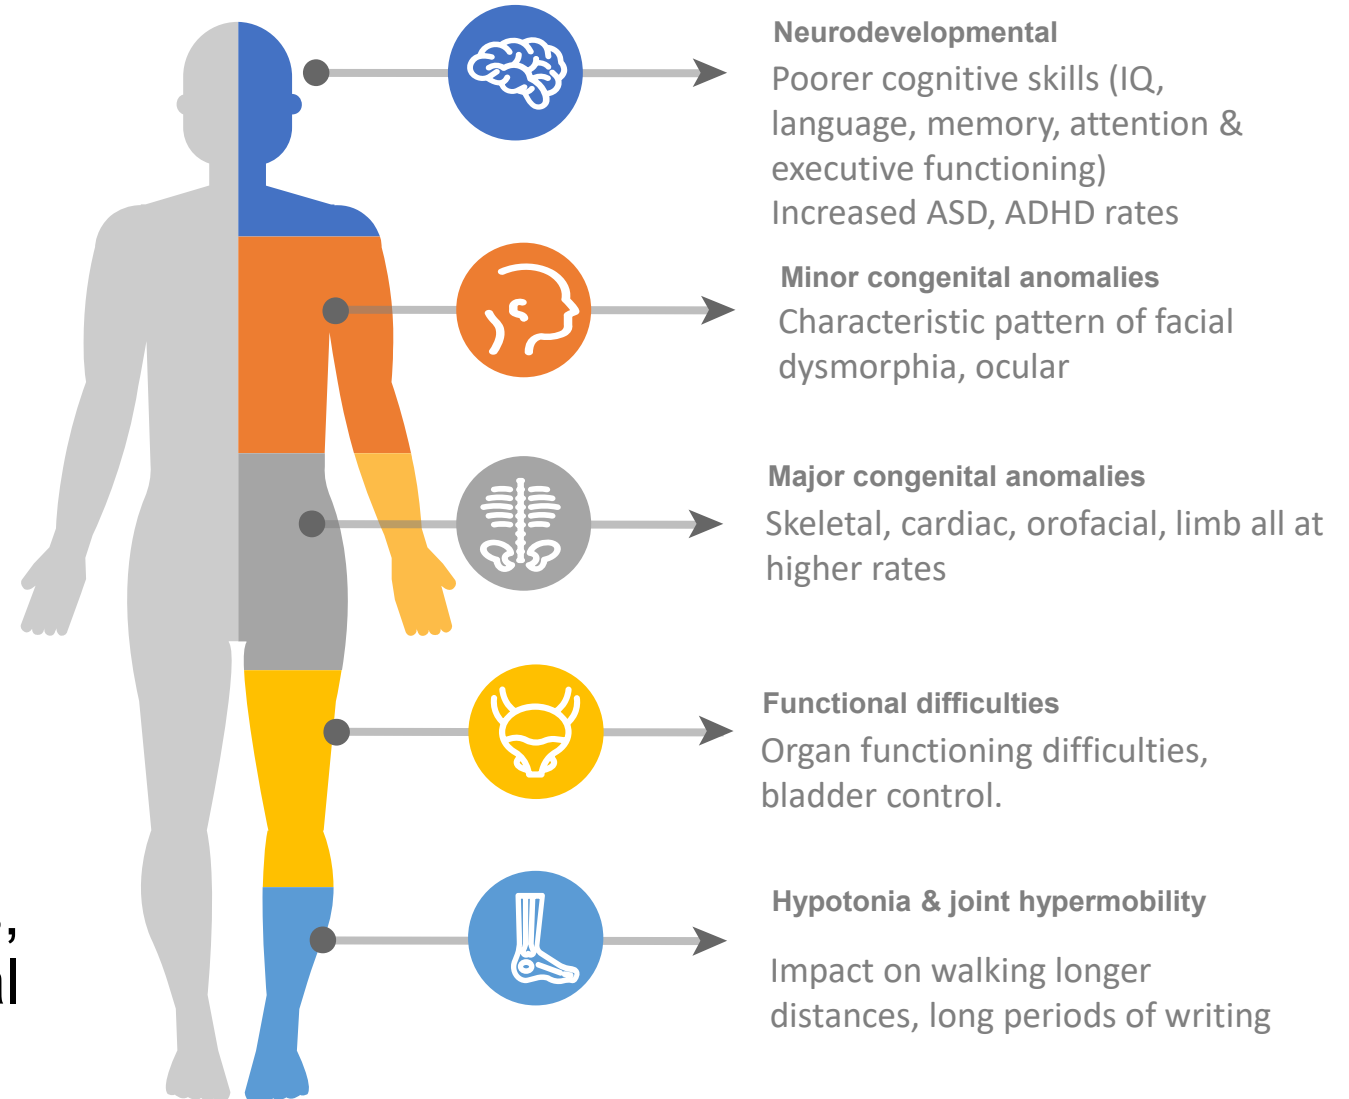 Neurodevelopmental
Poorer cognitive skills (IQ,
language, memory, attention &
executive functioning)
Increased ASD, ADHD rates
Minor congenital anomalies
Characteristic pattern of facial
dysmorphia, ocular
Major congenital anomalies
Skeletal, cardiac, orofacial, limb all at
higher rates
Functional difficulties
Organ functioning difficulties,
bladder control.
Hypotonia & joint hypermobility
Impact on walking longer
distances, long periods of writing